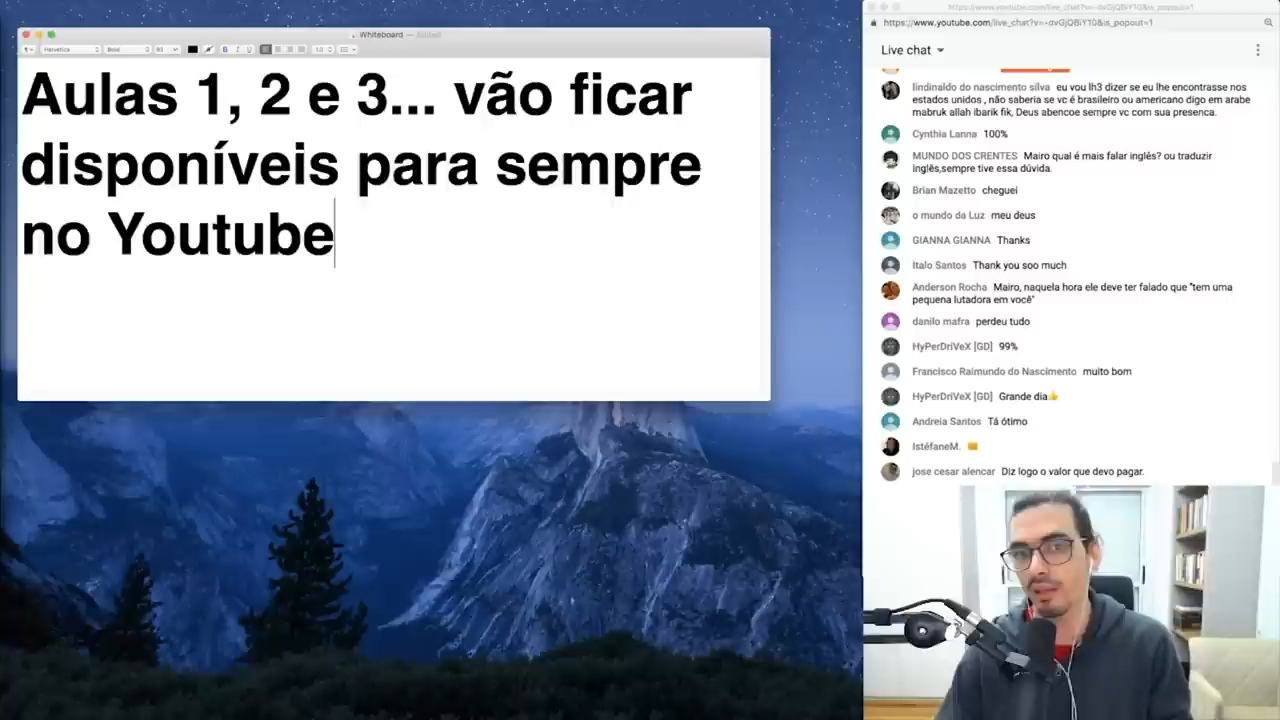 Whiteboard — Edited
Helvetica
Bold
B I U
1.0
Aulas 1, 2 e 3... vão ficar
disponíveis para sempre
no Youtube
Live chat
lindinaldo do nascimento silva eu vou lh3 dizer se eu lhe encontrasse nos
estados unidos , não saberia se vc é brasileiro ou americano digo em arabe
mabruk allah ibarik fik, Deus abencoe sempre vc com sua presenca.
Cynthia Lanna 100%
MUNDO DOS CRENTES Mairo qual é mais falar inglês? ou traduzir
inglês,sempre tive essa dúvida.
Brian Mazetto cheguei
o mundo da Luz meu deus
GIANNA GIANNA Thanks
Italo Santos Thank you soo much
Anderson Rocha Mairo, naquela hora ele deve ter falado que "tem uma
pequena lutadora em você"
danilo mafra perdeu tudo
HyPerDriVeX [GD] 99%
Francisco Raimundo do Nascimento muito bom
HyPerDriVeX [GD] Grande dia👍
Andreia Santos Tá ótimo
IstéfaneM.
jose cesar alencar Diz logo o valor que devo pagar.